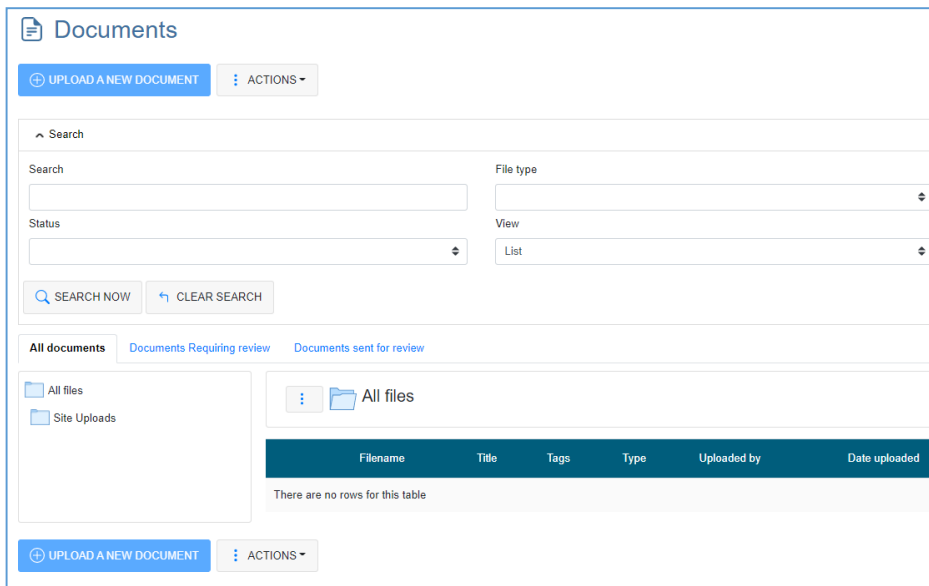 Documents
UPLOAD A NEW DOCUMENT ACTIONS
Search
Search File type
Status View
List
SEARCH NOW CLEAR SEARCH
All documents Documents Requiring review Documents sent for review
All files All files
Site Uploads
Filename Title Tags Type Uploaded by Date uploaded
There are no rows for this table
UPLOAD A NEW DOCUMENT ACTIONS